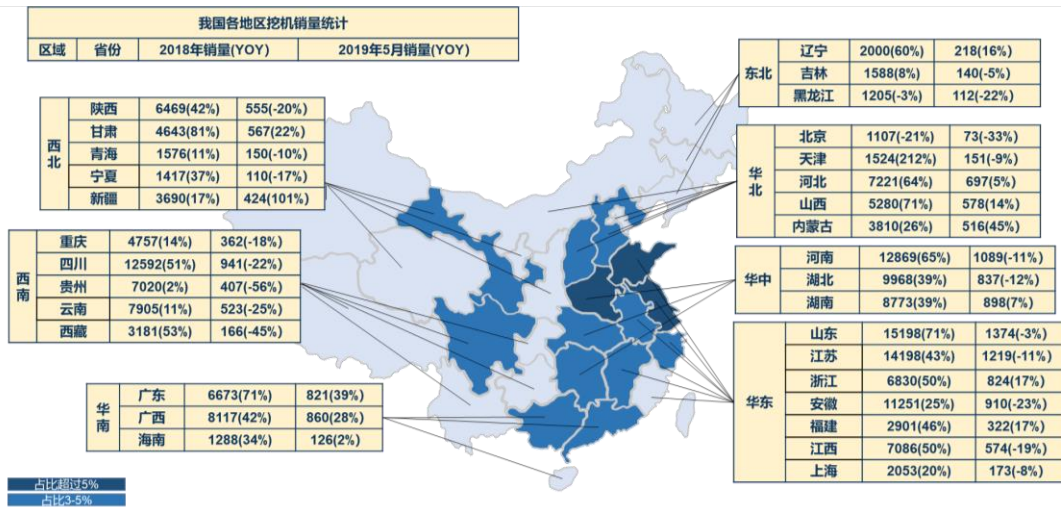 我国各地区挖机销量统计
区域 省份 2018年销量(YOY) 2019年5月销量(YOY)
西北
陕西 6469(42%) 555(-20%)
甘肃 4643(81%) 567(22%)
青海 1576(11%) 150(-10%)
宁夏 1417(37%) 110(-17%)
新疆 3690(17%) 424(101%)
西南
重庆 4757(14%) 362(-18%)
四川 12592(51%) 941(-22%)
贵州 7020(2%) 407(-56%)
云南 7905(11%) 523(-25%)
西藏 3181(53%) 166(-45%)
华南
广东 6673(71%) 821(39%)
广西 8117(42%) 860(28%)
海南 1288(34%) 126(2%)
占比超过5%
占比3-5%
东北
辽宁 2000(60%) 218(16%)
吉林 1588(8%) 140(-5%)
黑龙江 1205(-3%) 112(-22%)
华北
北京 1107(-21%) 73(-33%)
天津 1524(212%) 151(-9%)
河北 7221(64%) 697(5%)
山西 5280(71%) 578(14%)
内蒙古 3810(26%) 516(45%)
华中
河南 12869(65%) 1089(-11%)
湖北 9968(39%) 837(-12%)
湖南 8773(39%) 898(7%)
华东
山东 15198(71%) 1374(-3%)
江苏 14198(43%) 1219(-11%)
浙江 6830(50%) 824(17%)
安徽 11251(25%) 910(-23%)
福建 2901(46%) 322(17%)
江西 7086(50%) 574(-19%)
上海 2053(20%) 173(-8%)